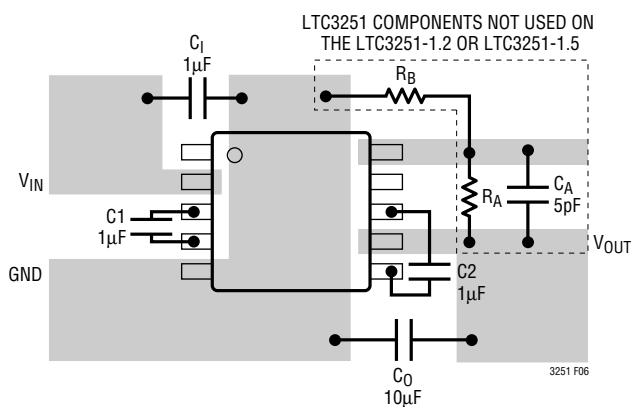 LTC3251 COMPONENTS NOT USED ON
THE LTC3251-1.2 OR LTC3251-1.5
CI
1µF
RB
VIN
C1
1µF
RA
CA
5pF
VOUT
GND
C2
1µF
CO
10µF
3251 F06